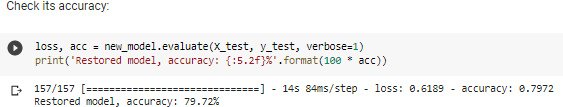 Check its accuracy:
loss, acc = new_model.evaluate(X_test, y_test, verbose=1)
print('Restored model, accuracy: {:5.2f}%'.format(100 * acc))
157/157 [==============================] - 14s 84ms/step - loss: 0.6189 - accuracy: 0.7972
Restored model, accuracy: 79.72%